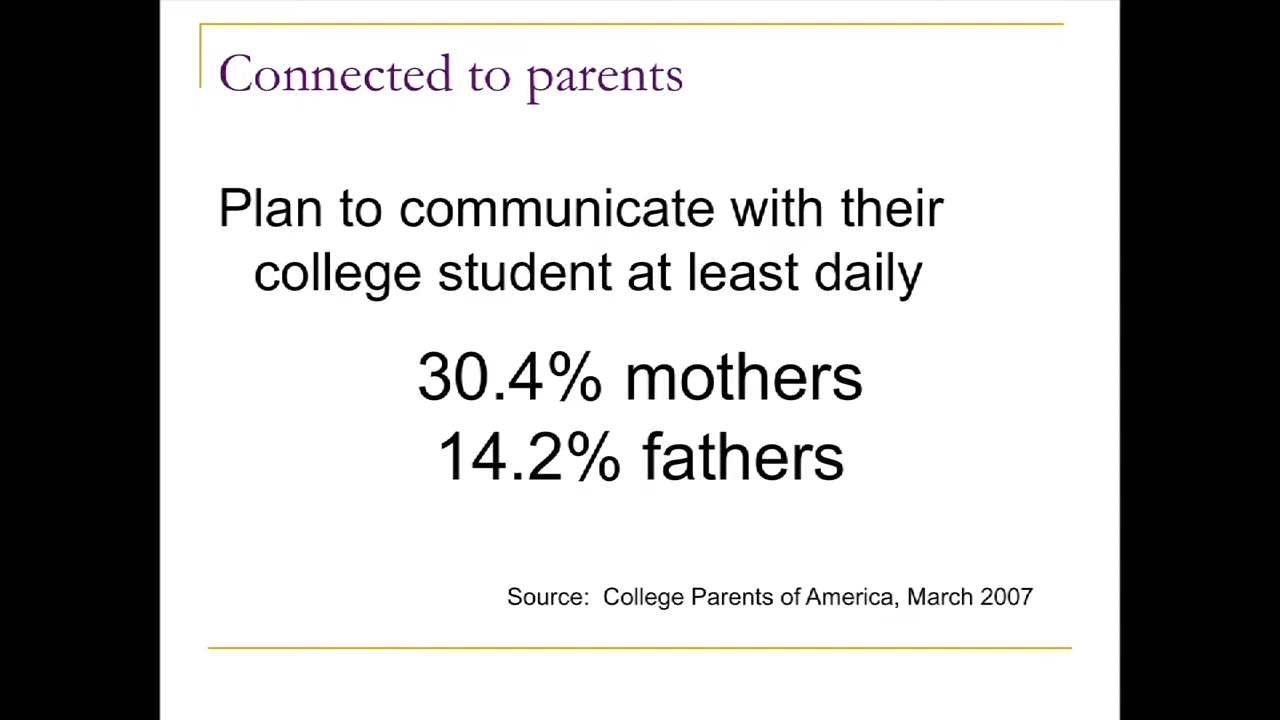 Connected to parents
Plan to communicate with their
college student at least daily
30.4% mothers
14.2% fathers
Source:  College Parents of America, March 2007